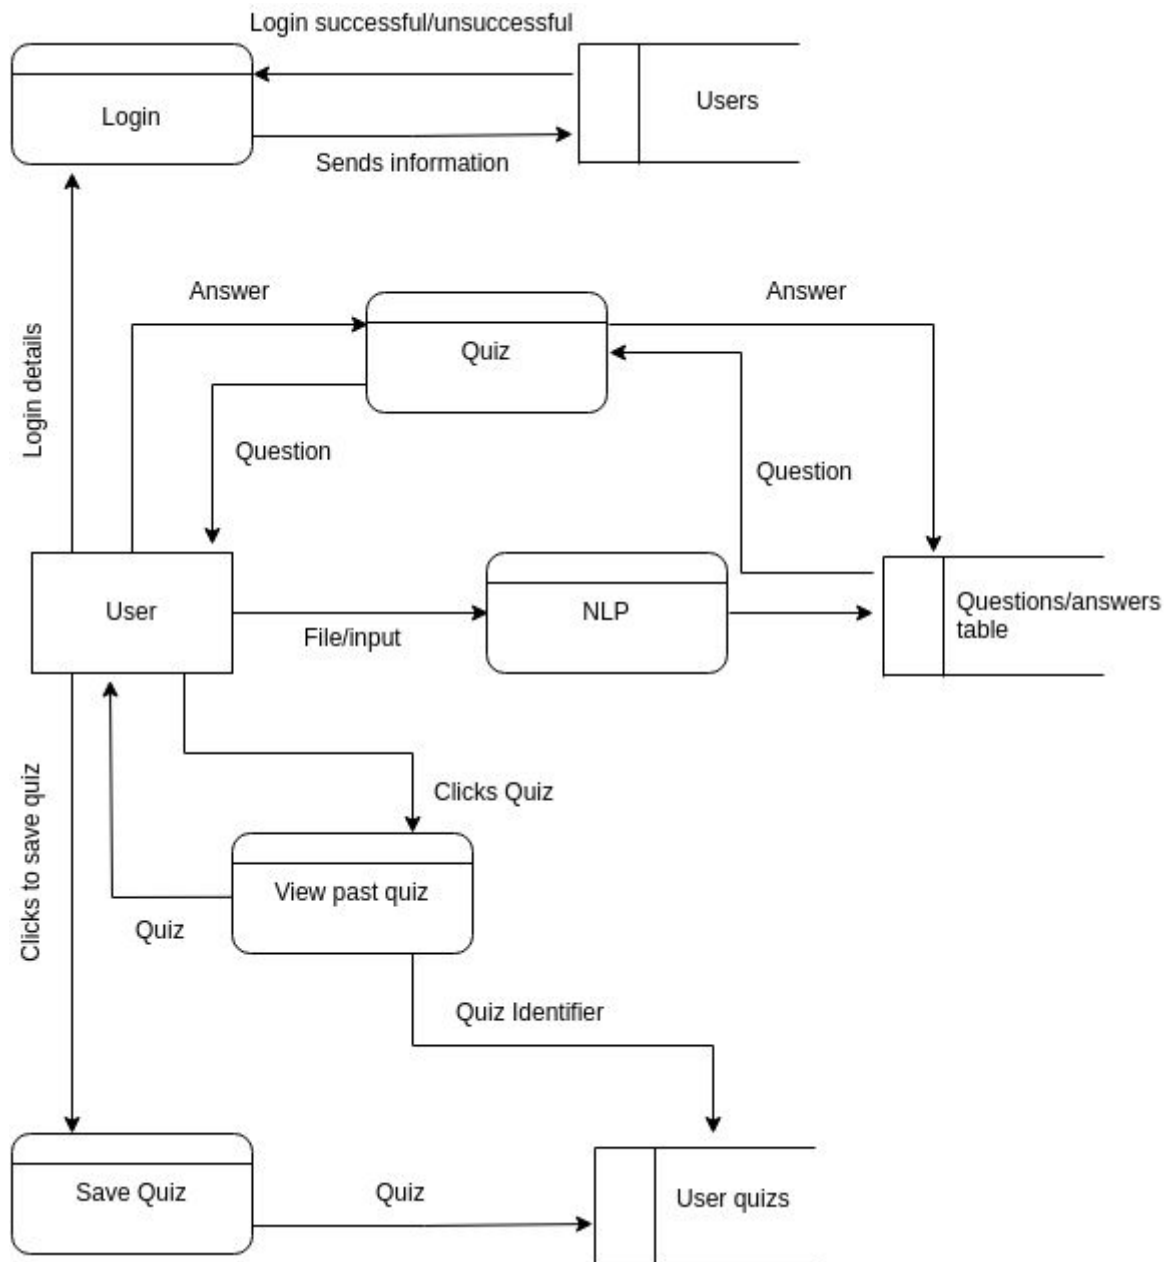 Login successful/unsuccessful
Login
Users
Sends information
Login details
Answer
Answer
Quiz
Question
Question
User
File/input
NLP
Questions/answers
table
Clicks to save quiz
Clicks Quiz
View past quiz
Quiz
Quiz Identifier
Save Quiz
Quiz
User quizs